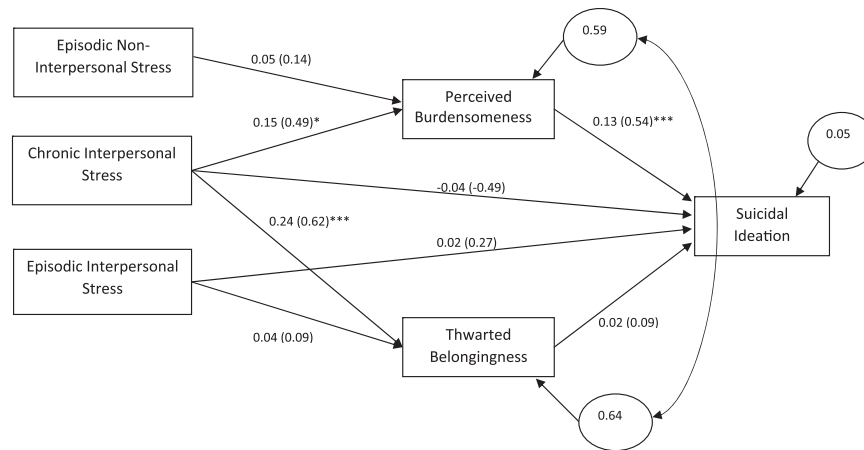 0.59
Episodic Non-
Interpersonal Stress
0.05 (0.14)
Perceived
Burdensomeness
0.15 (0.49)*
0.13 (0.54)***
0.05
Chronic Interpersonal
Stress
-0.04 (-0.49)
Suicidal
Ideation
0.24 (0.62)***
0.02 (0.27)
Episodic Interpersonal
Stress
0.04 (0.09)
Thwarted
Belongingness
0.02 (0.09)
0.64